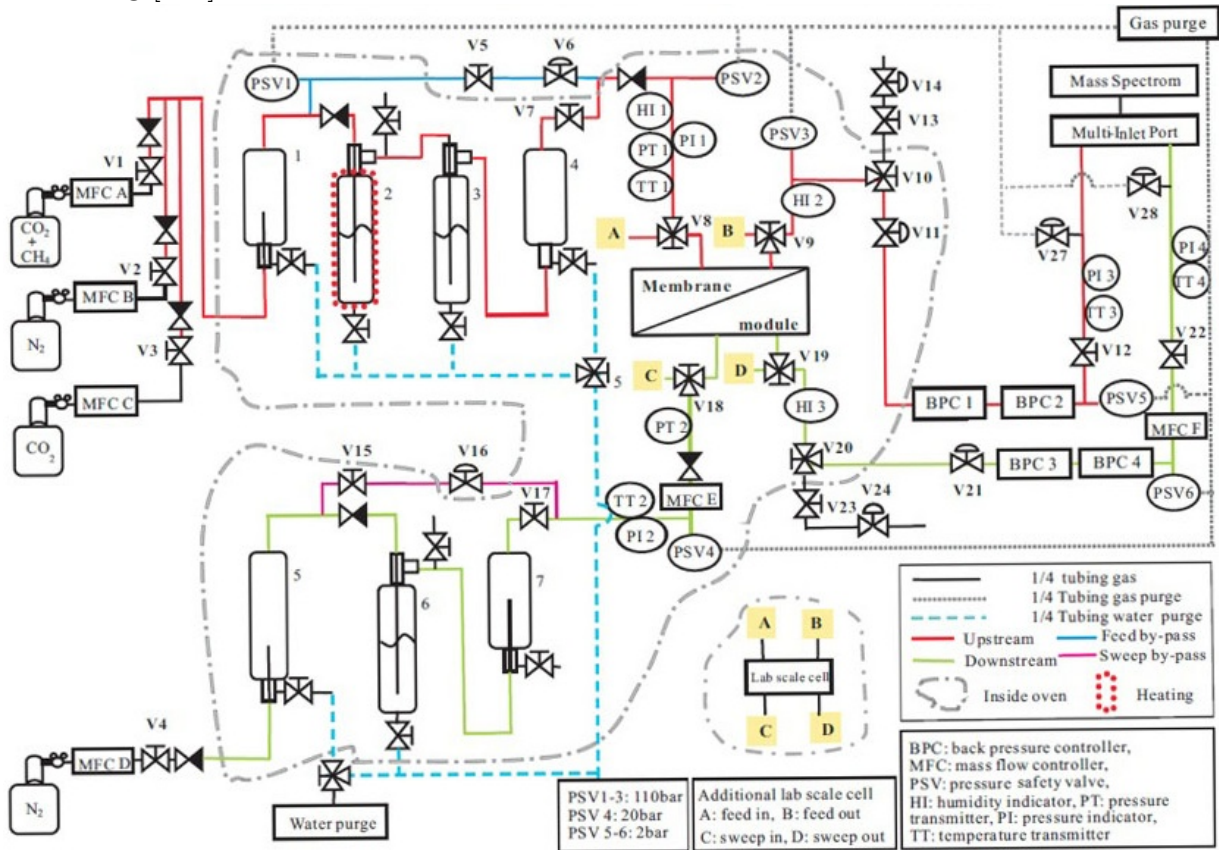 Gas purge
V5
V6
PSV1
PSV2
V14
Mass Spectrom
V7
HI 1
PSV3
V13
Multi-Inlet Port
V1
1
4
PT 1
PI 1
MFC A
2
3
TT 1
V10
HI 2
V28
CO2
+
CH4
A
V8
B
V9
V11
V27
PI 4
V2
PI 3
TT 4
MFC B
Membrane
TT 3
module
V22
N2
V3
V12
C
D
V19
5
MFC C
V18
HI 3
BPC 1
BPC 2
PSV5
PT 2
MFC F
CO2
V15
V16
V20
V17
V21
BPC 3
BPC 4
MFC E
TT 2
V23
V24
PSV6
PI 2
PSV4
5
7
6
1/4 tubing gas
1/4 Tubing gas purge
1/4 Tubing water purge
A
B
Upstream
Feed by-pass
Downstream
Sweep by-pass
Lab scale cell
Inside oven
Heating
V4
C
D
MFC D
BPC: back pressure controller,
MFC: mass flow controller,
PSV: pressure safety valve,
HI: humidity indicator, PT: pressure
transmitter, PI: pressure indicator,
TT: temperature transmitter
N2
Water purge
PSV1-3: 110bar
PSV 4: 20bar
PSV 5-6: 2bar
Additional lab scale cell
A: feed in, B: feed out
C: sweep in, D: sweep out